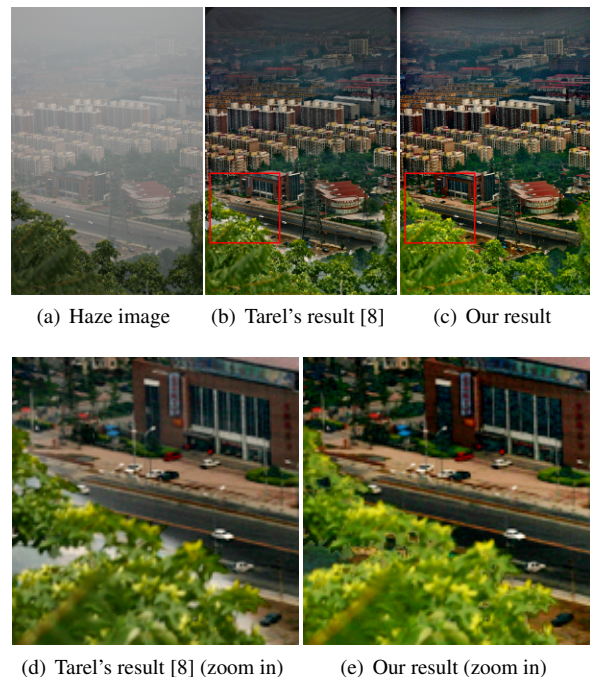 (a) Haze image
(b) Tarel's result [8]
(c) Our result
(d) Tarel's result [8] (zoom in)
(e) Our result (zoom in)